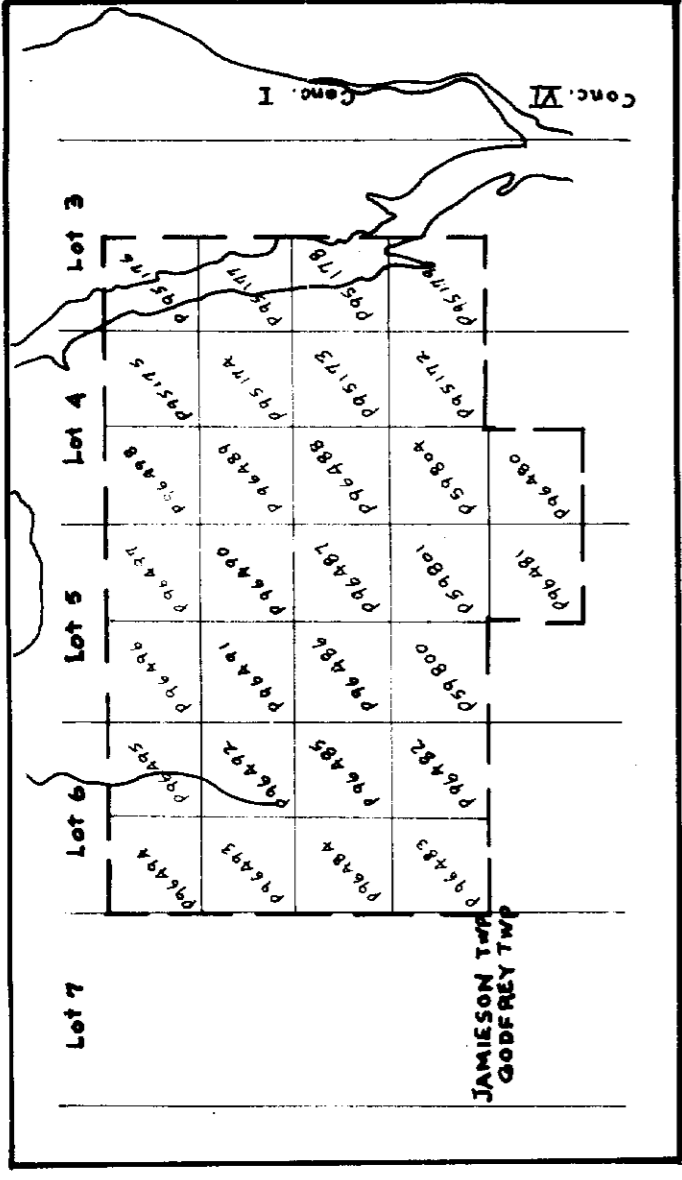 Lot 7 Lot 6 Lot 5 Lot 4 Lot 3
P96494 P96495 P96496 P96497 P96498 P95175 P95176
P96493 P96492 P96491 P96490 P96489 P95174 P95177
Conc. I
P96484 P96485 P96486 P96487 P96488 P95173 P95178
P96483 P96482 P59800 P59801 P59804 P95172 P95179
JAMIESON TWP
GODFREY TWP
P96481 P96480
Conc. VI